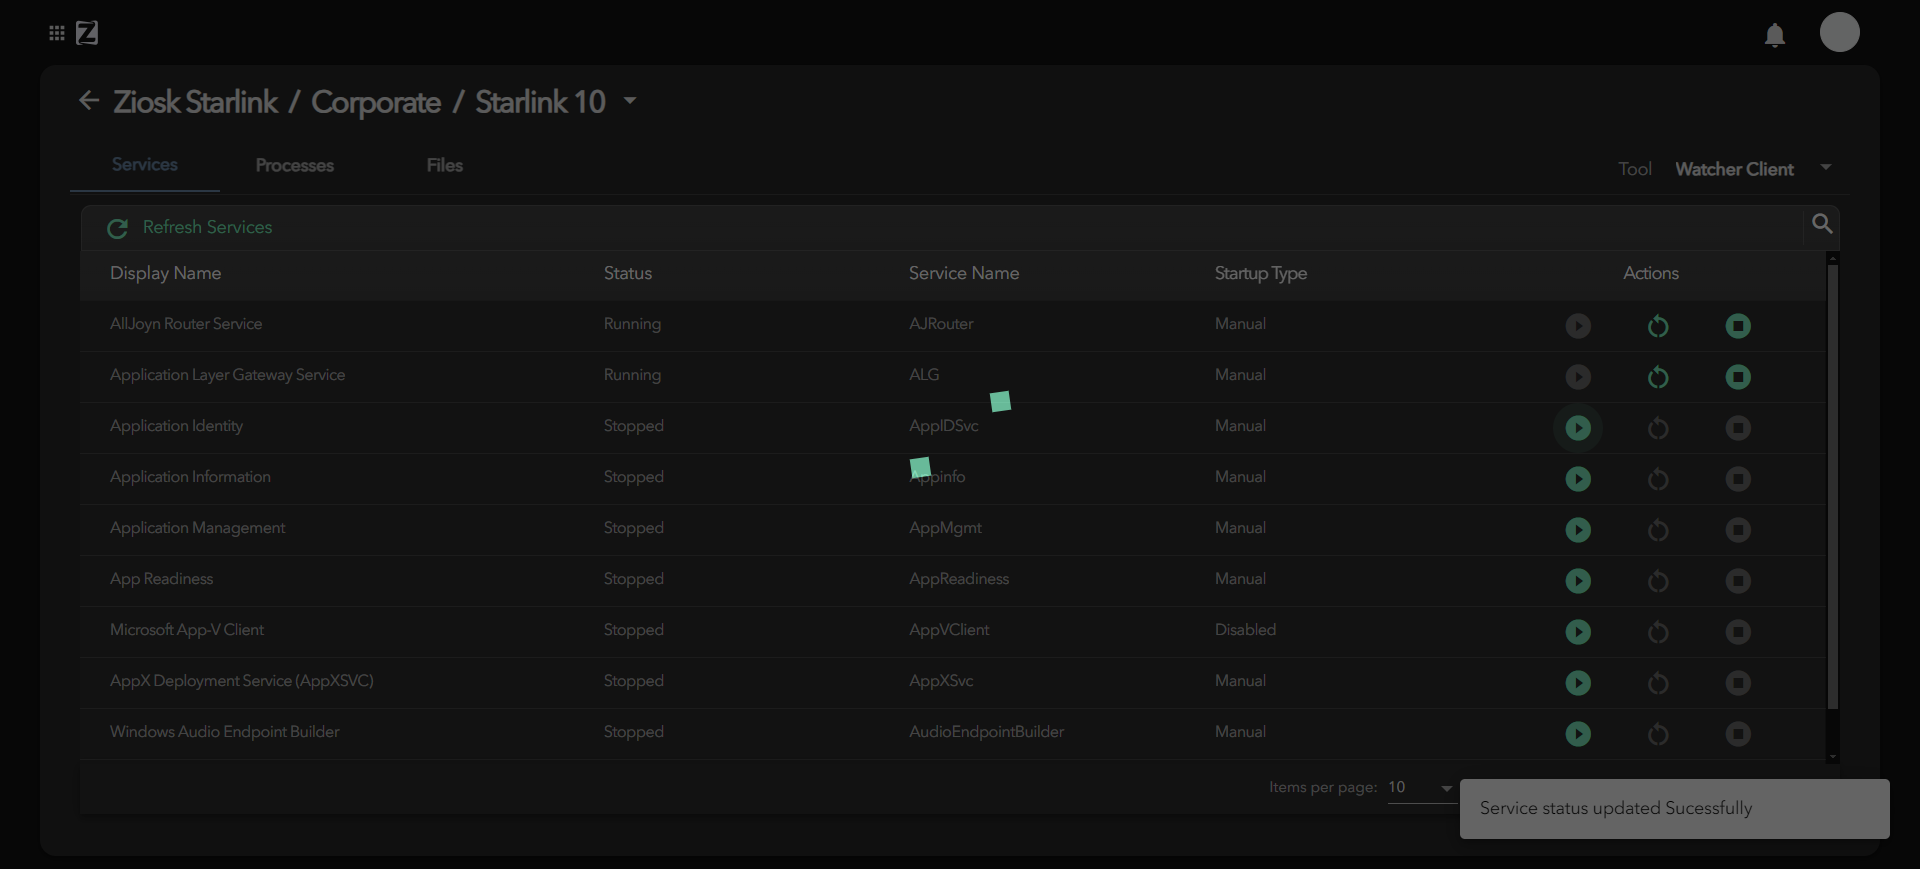 Z
Ziosk Starlink / Corporate / Starlink 10
Services Processes Files Tool Watcher Client
Refresh Services
Display Name Status Service Name Startup Type Actions
AllJoyn Router Service Running AJRouter Manual
Application Layer Gateway Service Running ALG Manual
Application Identity Stopped AppIDSvc Manual
Application Information Stopped Appinfo Manual
Application Management Stopped AppMgmt Manual
App Readiness Stopped AppReadiness Manual
Microsoft App-V Client Stopped AppVClient Disabled
AppX Deployment Service (AppXSVC) Stopped AppXSvc Manual
Windows Audio Endpoint Builder Stopped AudioEndpointBuilder Manual
Items per page: 10
Service status updated Sucessfully